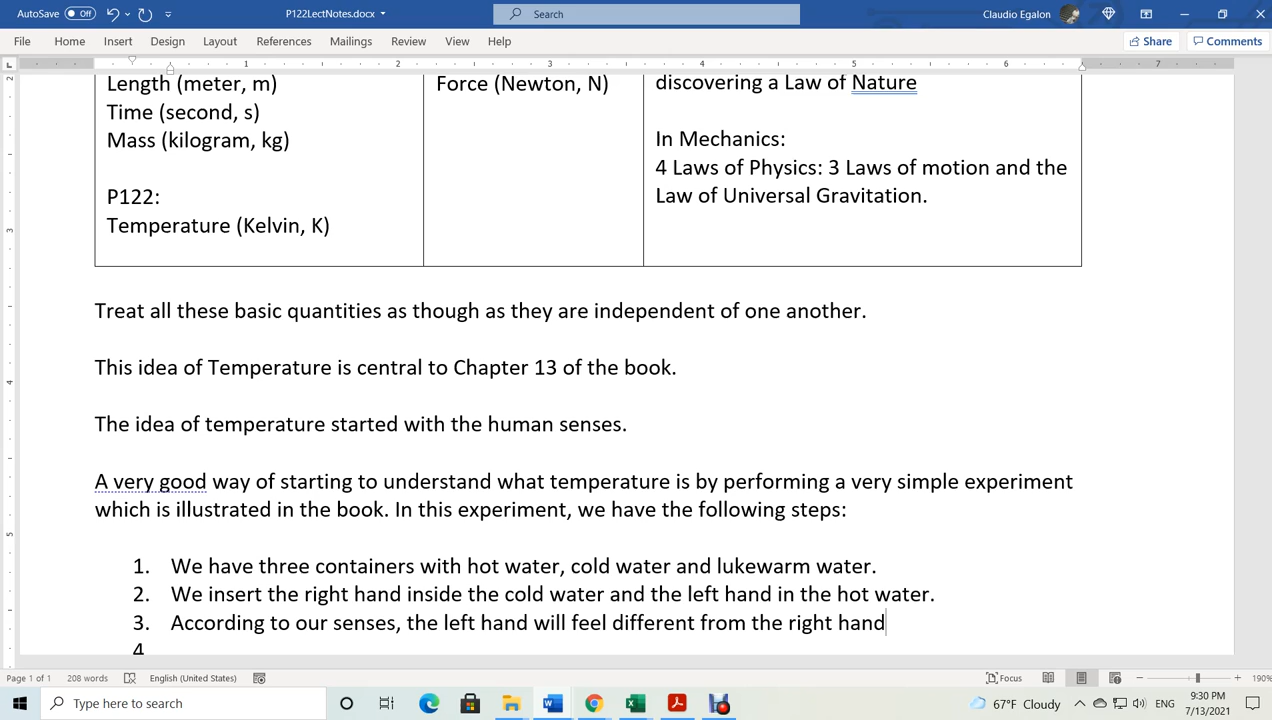 AutoSave Off P122LectNotes.docx Search Claudio Egalon
File Home Insert Design Layout References Mailings Review View Help Share Comments
1 2 3 4 5 6 7
Length (meter, m) Force (Newton, N) discovering a Law of Nature
Time (second, s)
Mass (kilogram, kg) In Mechanics:
4 Laws of Physics: 3 Laws of motion and the
P122: Law of Universal Gravitation.
Temperature (Kelvin, K)
Treat all these basic quantities as though as they are independent of one another.
This idea of Temperature is central to Chapter 13 of the book.
The idea of temperature started with the human senses.
A very good way of starting to understand what temperature is by performing a very simple experiment
which is illustrated in the book. In this experiment, we have the following steps:
1. We have three containers with hot water, cold water and lukewarm water.
2. We insert the right hand inside the cold water and the left hand in the hot water.
3. According to our senses, the left hand will feel different from the right hand
4
Page 1 of 1 208 words English (United States) Focus 190%
Type here to search 67°F Cloudy ENG 9:30 PM
7/13/2021